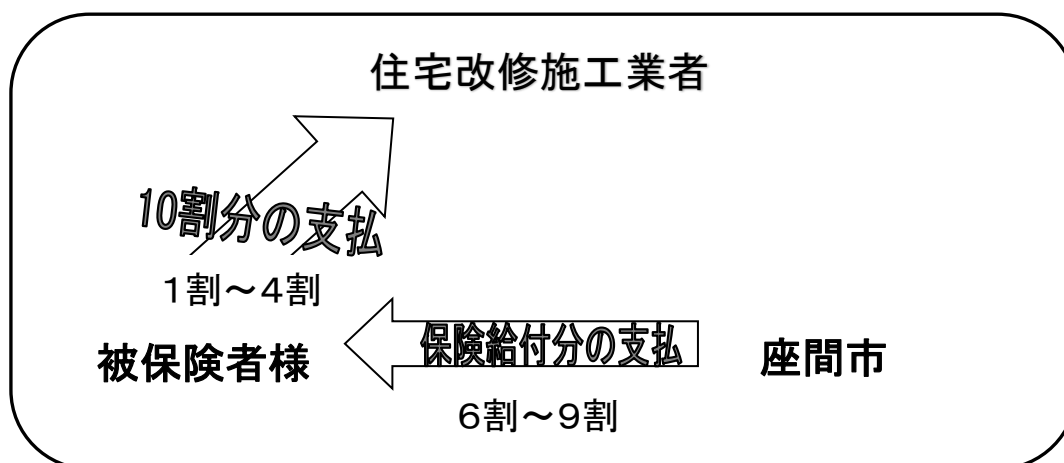 住宅改修施工業者
10割分の支払
1割～4割
保険給付分の支払
被保険者様
座間市
6割～9割